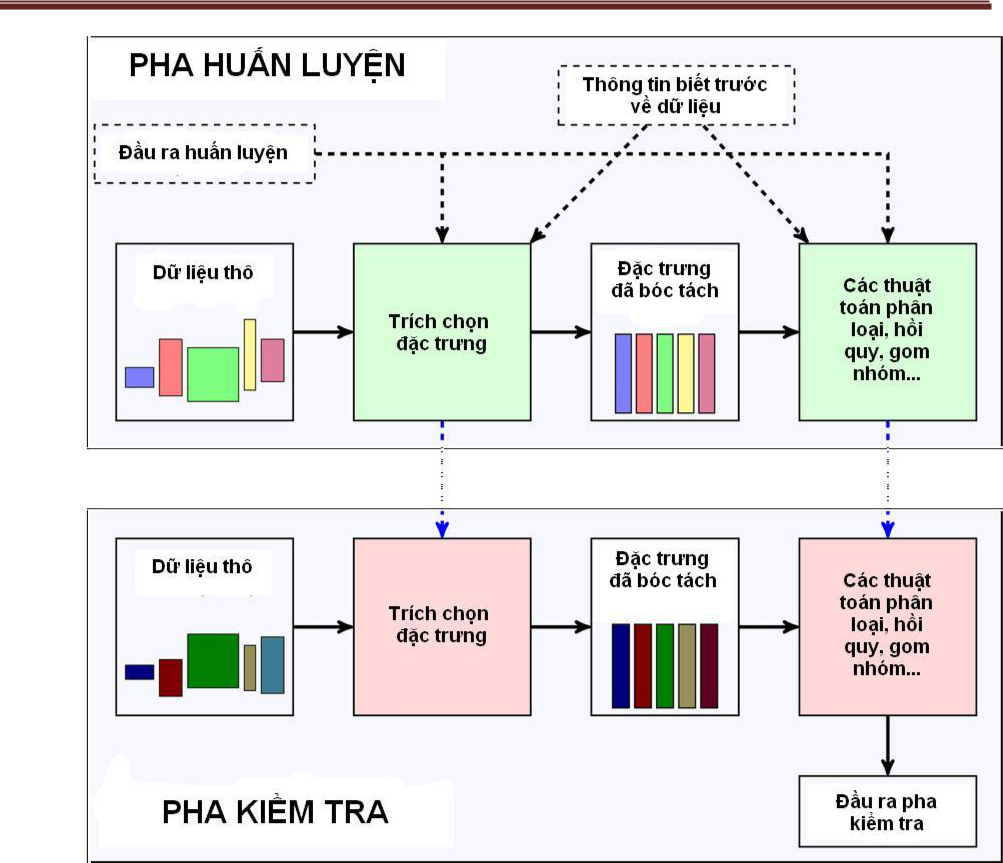 PHA HUẤN LUYỆN
Thông tin biết trước
về dữ liệu
Đầu ra huấn luyện
Dữ liệu thô
Trích chọn
đặc trưng
Đặc trưng
đã bóc tách
Các thuật
toán phân
loại, hồi
quy, gom
nhóm...
Dữ liệu thô
Trích chọn
đặc trưng
Đặc trưng
đã bóc tách
Các thuật
toán phân
loại, hồi
quy, gom
nhóm...
PHA KIỂM TRA
Đầu ra pha
kiểm tra